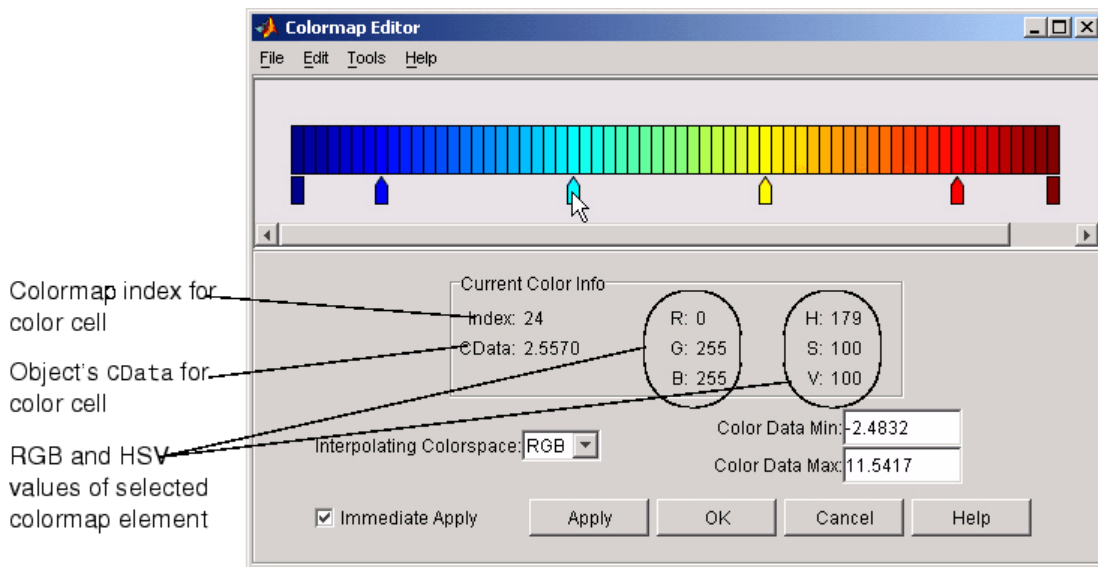 Colormap Editor
File Edit Tools Help
Colormap index for
color cell
Object's CData for
color cell
RGB and HSV
values of selected
colormap element
Current Color Info
Index: 24
CData: 2.5570
R: 0
G: 255
B: 255
H: 179
S: 100
V: 100
Interpolating Colorspace: RGB
Color Data Min: -2.4832
Color Data Max: 11.5417
Immediate Apply
Apply
OK
Cancel
Help